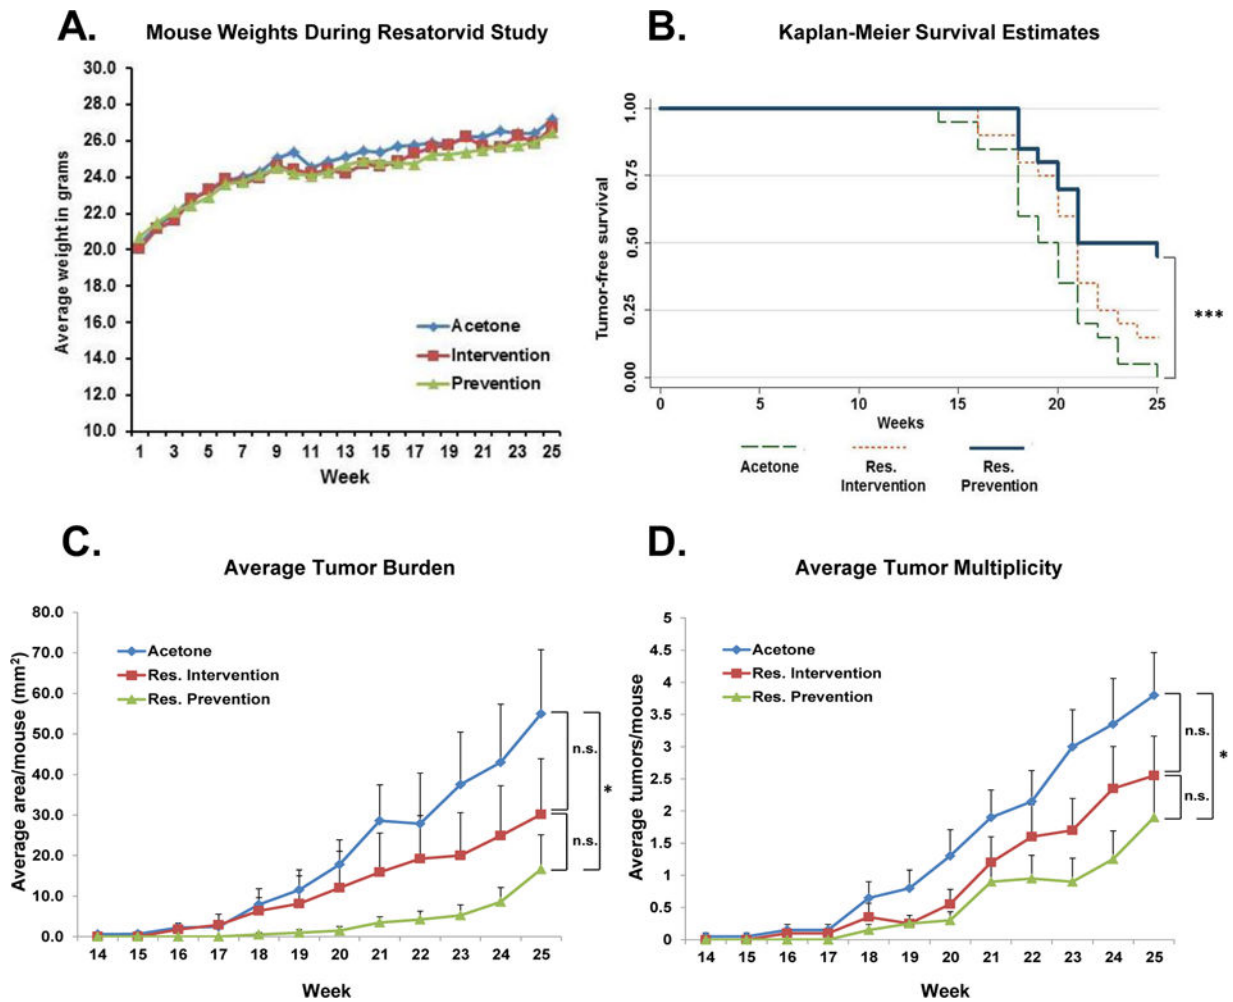 A.
Mouse Weights During Resatorvid Study
30.0
28.0
26.0
24.0
22.0
20.0
18.0
16.0
14.0
12.0
10.0
Average weight in grams
Acetone
Intervention
Prevention
1 3 5 7 9 11 13 15 17 19 21 23 25
Week
B.
Kaplan-Meier Survival Estimates
1.00
0.75
0.50
0.25
0.00
Tumor-free survival
***
0 5 10 15 20 25
Weeks
Acetone
Res. Intervention
Res. Prevention
C.
Average Tumor Burden
80.0
70.0
60.0
50.0
40.0
30.0
20.0
10.0
0.0
Average area/mouse (mm²)
Acetone
Res. Intervention
Res. Prevention
n.s.
*
n.s.
14 15 16 17 18 19 20 21 22 23 24 25
Week
D.
Average Tumor Multiplicity
5
4.5
4
3.5
3
2.5
2
1.5
1
0.5
0
Average tumors/mouse
Acetone
Res. Intervention
Res. Prevention
n.s.
*
n.s.
14 15 16 17 18 19 20 21 22 23 24 25
Week